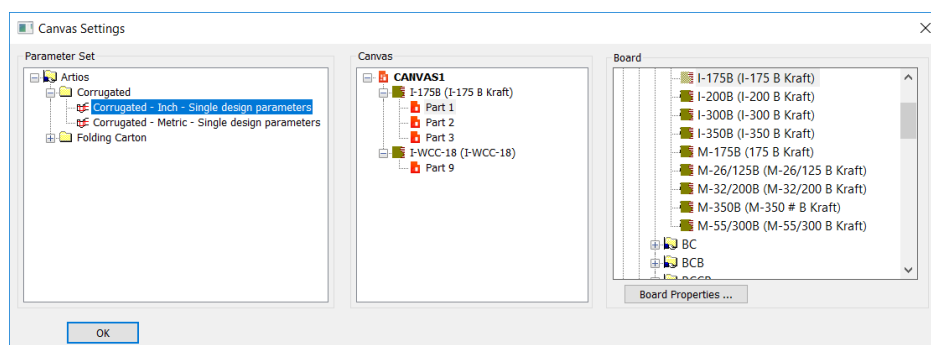 Canvas Settings
Parameter Set
Artios
Corrugated
Corrugated - Inch - Single design parameters
Corrugated - Metric - Single design parameters
Folding Carton
Canvas
CANVAS1
I-175B (I-175 B Kraft)
Part 1
Part 2
Part 3
I-WCC-18 (I-WCC-18)
Part 9
Board
I-175B (I-175 B Kraft)
I-200B (I-200 B Kraft)
I-300B (I-300 B Kraft)
I-350B (I-350 B Kraft)
M-175B (175 B Kraft)
M-26/125B (M-26/125 B Kraft)
M-32/200B (M-32/200 B Kraft)
M-350B (M-350 # B Kraft)
M-55/300B (M-55/300 B Kraft)
BC
BCB
Board Properties ...
OK